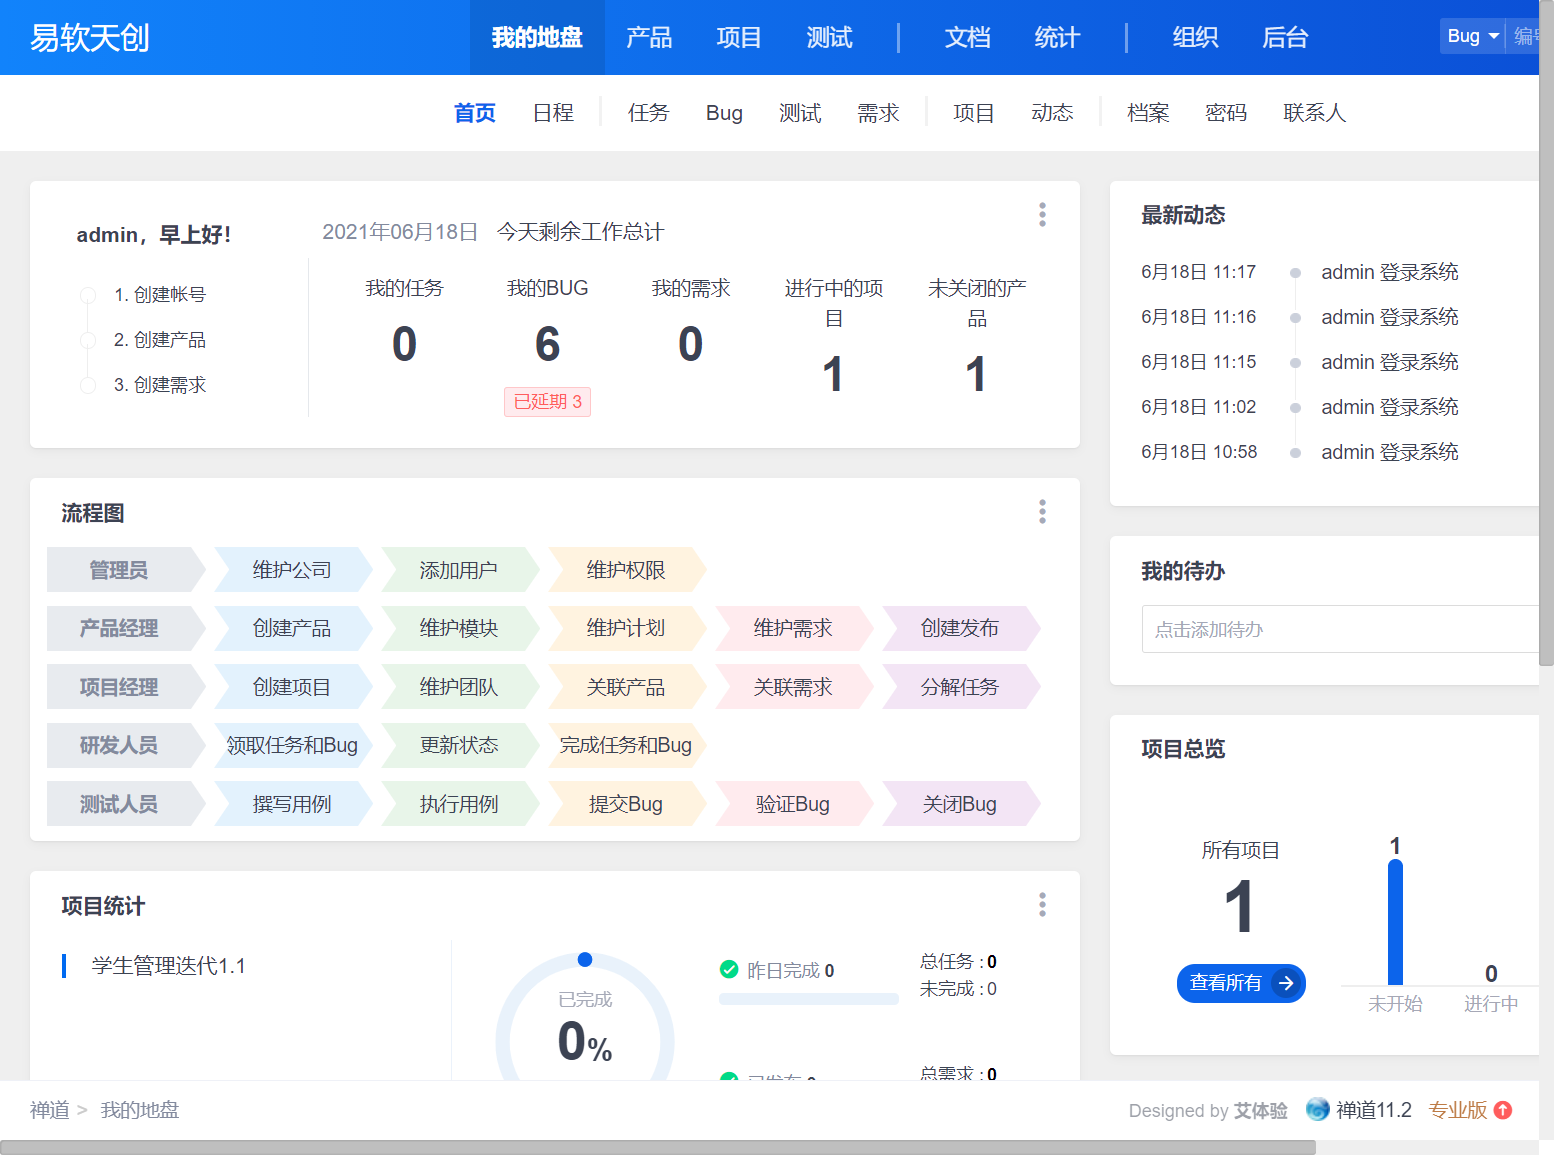 易软天创
我的地盘 产品 项目 测试 文档 统计 组织 后台
Bug
首页 日程 任务 Bug 测试 需求 项目 动态 档案 密码 联系人
admin，早上好！
1. 创建帐号
2. 创建产品
3. 创建需求
2021年06月18日 今天剩余工作总计
我的任务 我的BUG 我的需求 进行中的项目 未关闭的产品
0 6 0 1 1
已延期 3
最新动态
6月18日 11:17 admin 登录系统
6月18日 11:16 admin 登录系统
6月18日 11:15 admin 登录系统
6月18日 11:02 admin 登录系统
6月18日 10:58 admin 登录系统
流程图
管理员 维护公司 添加用户 维护权限
产品经理 创建产品 维护模块 维护计划 维护需求 创建发布
项目经理 创建项目 维护团队 关联产品 关联需求 分解任务
研发人员 领取任务和Bug 更新状态 完成任务和Bug
测试人员 撰写用例 执行用例 提交Bug 验证Bug 关闭Bug
我的待办
点击添加待办
项目总览
所有项目
1
查看所有
1 0
未开始 进行中
项目统计
学生管理迭代1.1
已完成
0%
昨日完成 0
总任务 : 0
未完成 : 0
总需求 : 0
禅道 > 我的地盘
Designed by 艾体验 禅道11.2 专业版